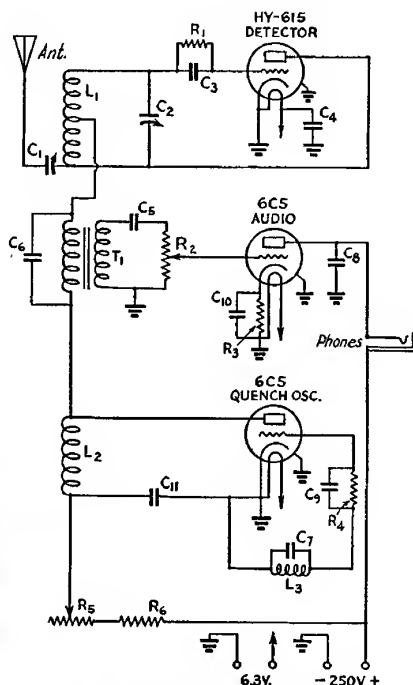 HY-615
DETECTOR
Ant.
R1
L1
C3
C2
C4
C1
6C5
AUDIO
C5
C6
T1
R2
C8
C10
R3
Phones
6C5
QUENCH OSC.
L2
C11
C9
R4
C7
L3
R5
R6
6.3V.
- 250V +